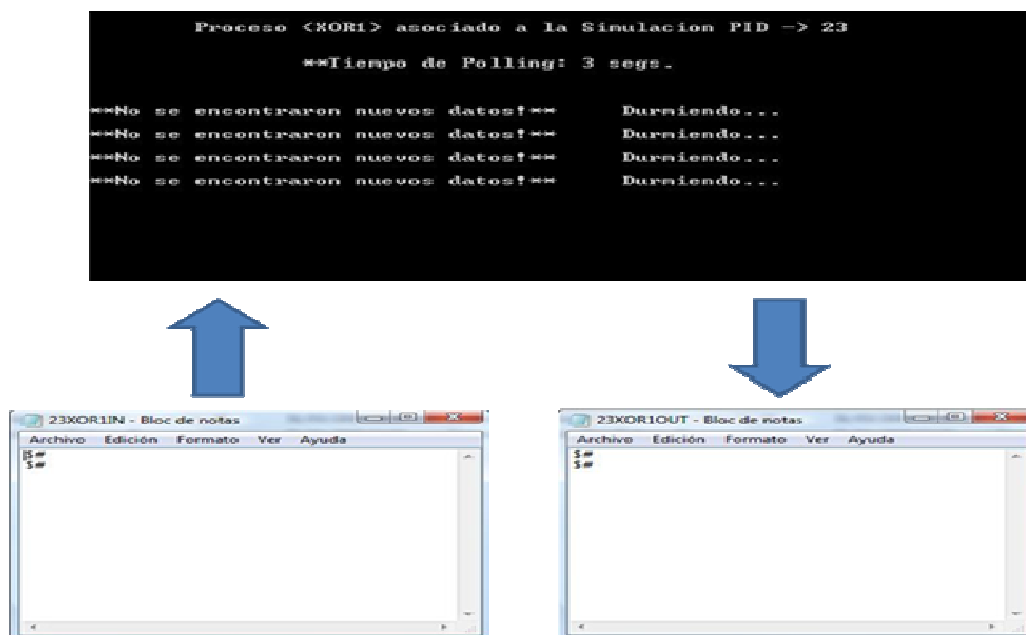 Proceso <XOR1> asociado a la Simulacion PID -> 23
**Tiempo de Polling: 3 segs.
**No se encontraron nuevos datos!** Durmiendo...
**No se encontraron nuevos datos!** Durmiendo...
**No se encontraron nuevos datos!** Durmiendo...
**No se encontraron nuevos datos!** Durmiendo...
23XOR1IN - Bloc de notas
Archivo Edición Formato Ver Ayuda
$#
$#
23XOR1OUT - Bloc de notas
Archivo Edición Formato Ver Ayuda
$#
$#